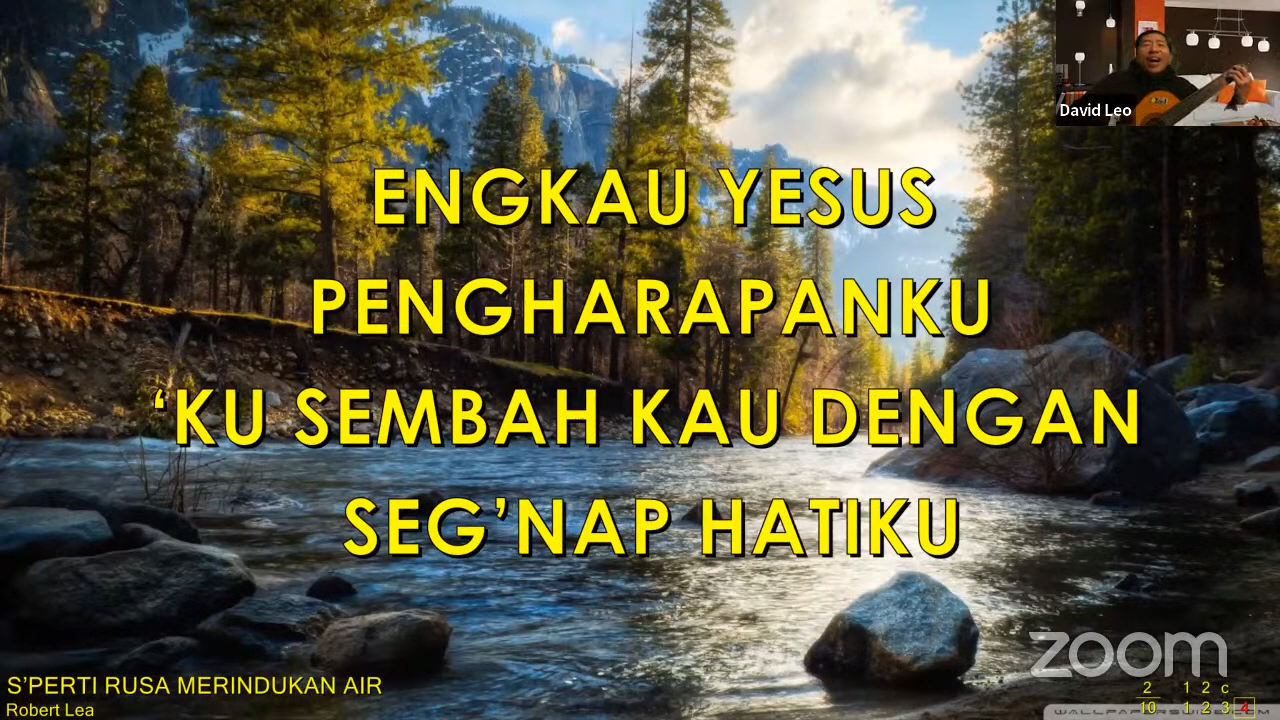 David Leo
ENGKAU YESUS
PENGHARAPANKU
‘KU SEMBAH KAU DENGAN
SEG’NAP HATIKU
zoom
S’PERTI RUSA MERINDUKAN AIR
Robert Lea
2 1 2 c
10 1 2 3 4